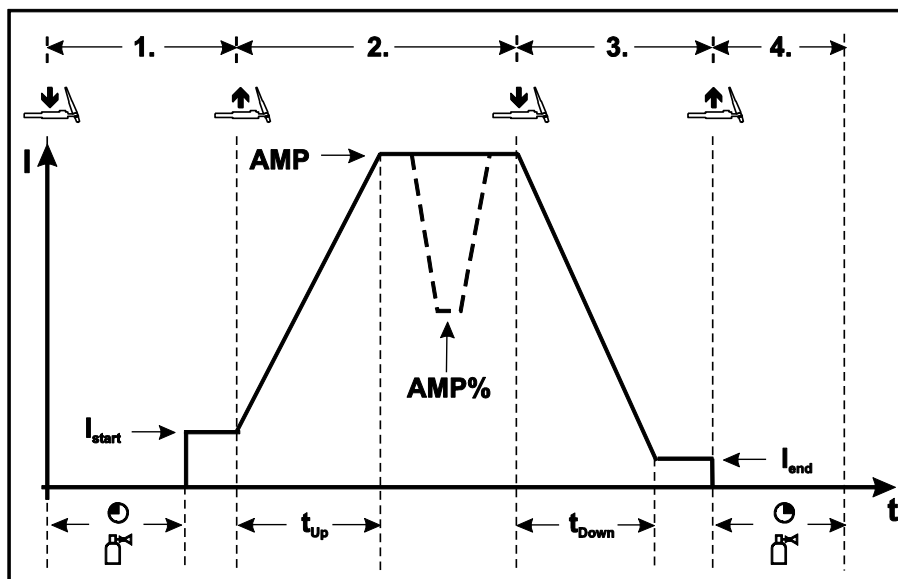 1. 2. 3. 4.
I
AMP
AMP%
Istart
Iend
t
tUp
tDown